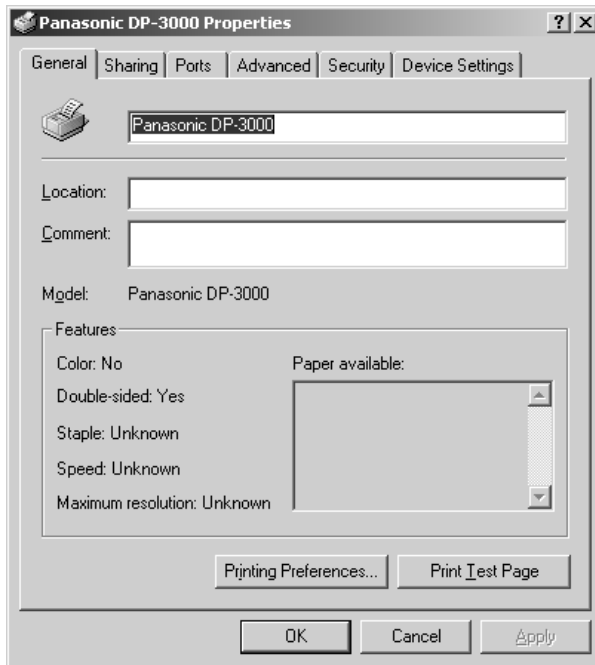 Panasonic DP-3000 Properties
General Sharing Ports Advanced Security Device Settings
Panasonic DP-3000
Location:
Comment:
Model: Panasonic DP-3000
Features
Color: No
Paper available:
Double-sided: Yes
Staple: Unknown
Speed: Unknown
Maximum resolution: Unknown
Printing Preferences... Print Test Page
OK Cancel Apply